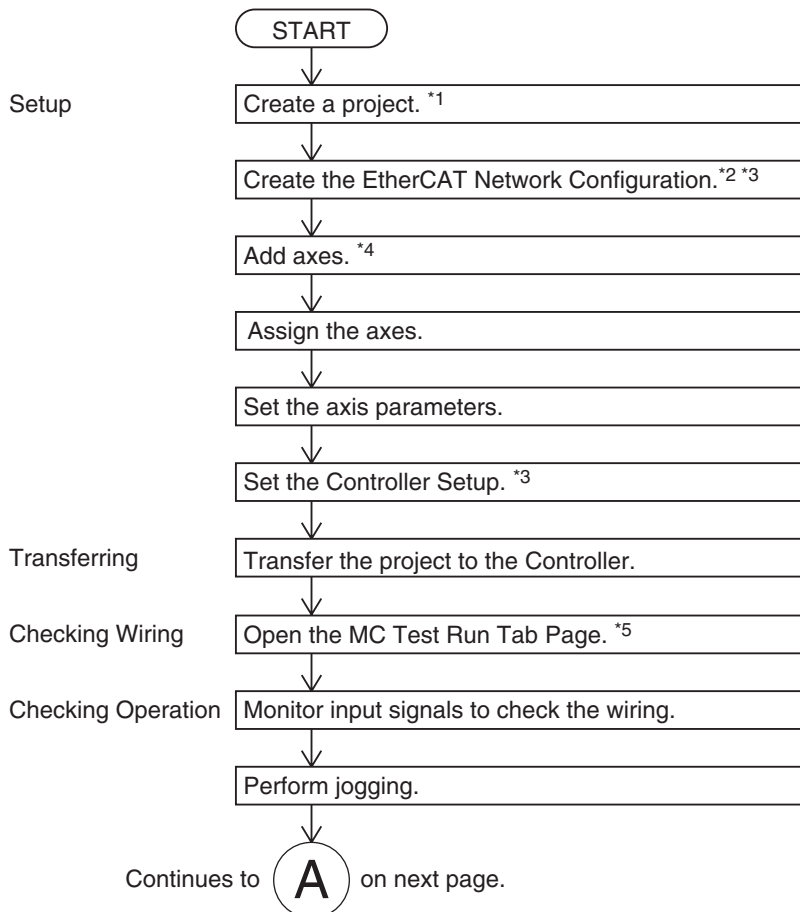 START
Setup
Create a project. *1
Create the EtherCAT Network Configuration.*2 *3
Add axes. *4
Assign the axes.
Set the axis parameters.
Set the Controller Setup. *3
Transferring
Transfer the project to the Controller.
Checking Wiring
Open the MC Test Run Tab Page. *5
Checking Operation
Monitor input signals to check the wiring.
Perform jogging.
Continues to A on next page.